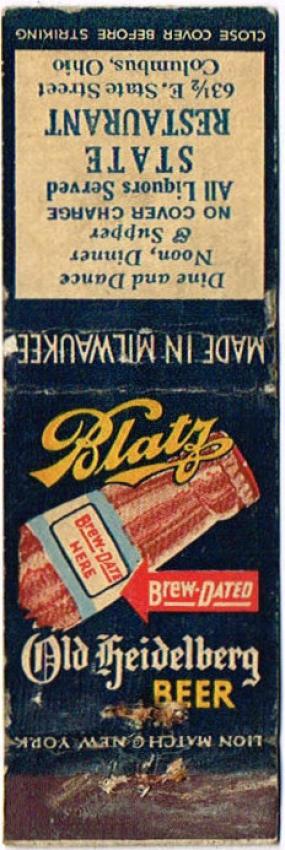 CLOSE COVER BEFORE STRIKING
Dine and Dance
Noon, Dinner
& Supper
NO COVER CHARGE
All Liquors Served
STATE
RESTAURANT
63½ E. State Street
Columbus, Ohio
MADE IN MILWAUKEE
Blatz
BREW-DATE
HERE
BREW-DATED
Old Heidelberg
BEER
LION MATCH CO NEW YORK